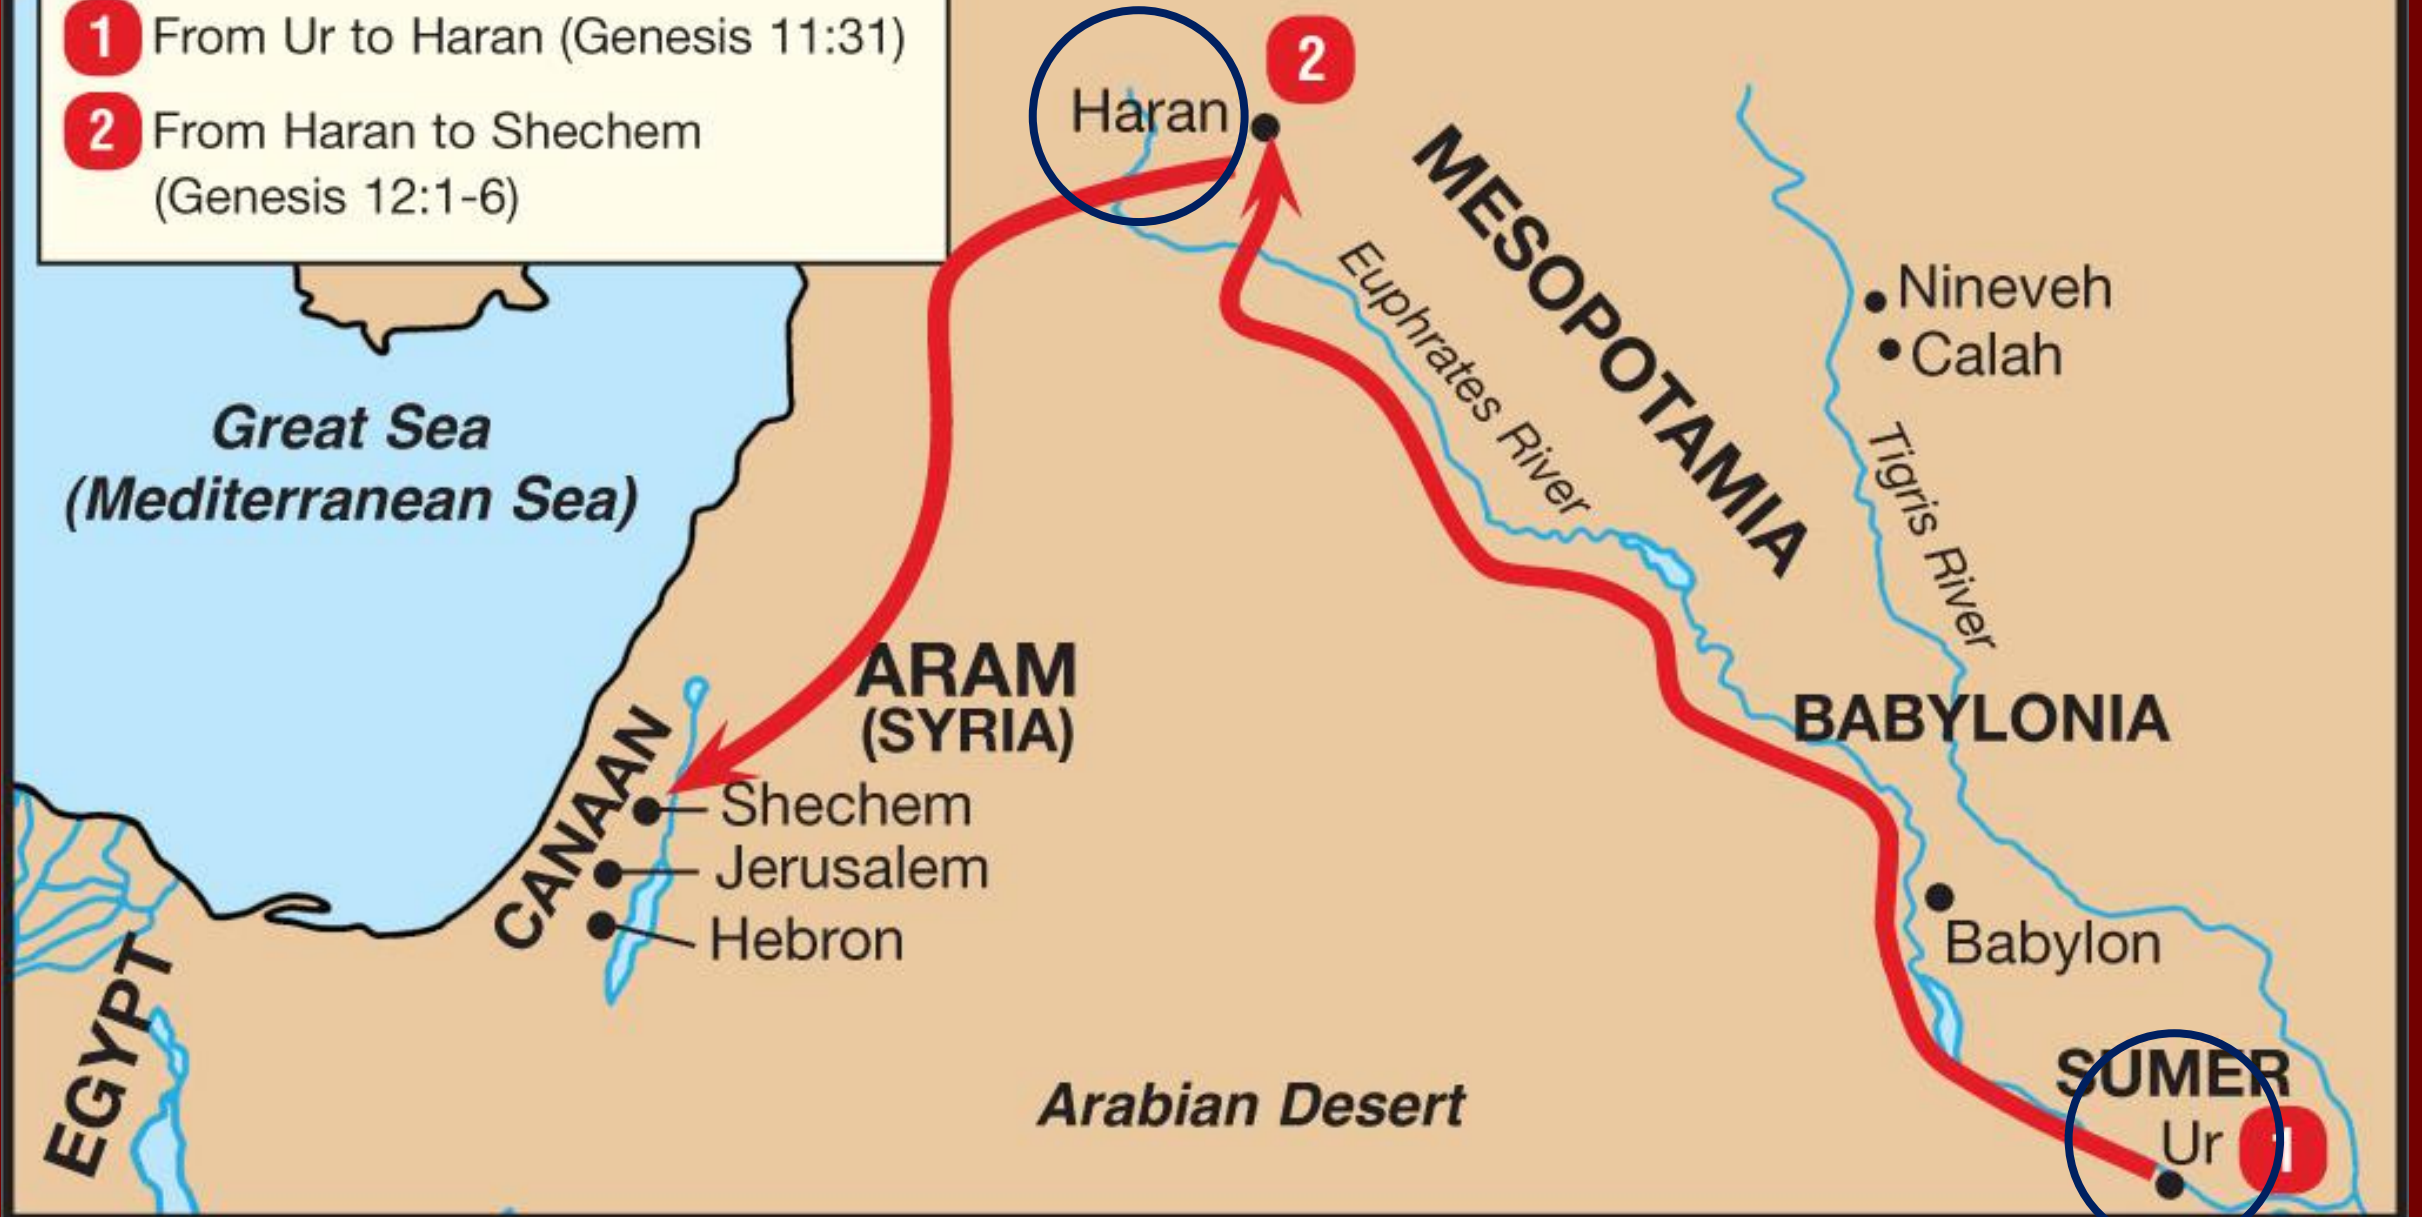 1 From Ur to Haran (Genesis 11:31)
2 From Haran to Shechem
(Genesis 12:1-6)
Haran
2
MESOPOTAMIA
Euphrates River
Nineveh
Calah
Tigris River
Great Sea
(Mediterranean Sea)
ARAM
(SYRIA)
BABYLONIA
CANAAN
Shechem
Jerusalem
Hebron
Babylon
EGYPT
Arabian Desert
SUMER
Ur
1